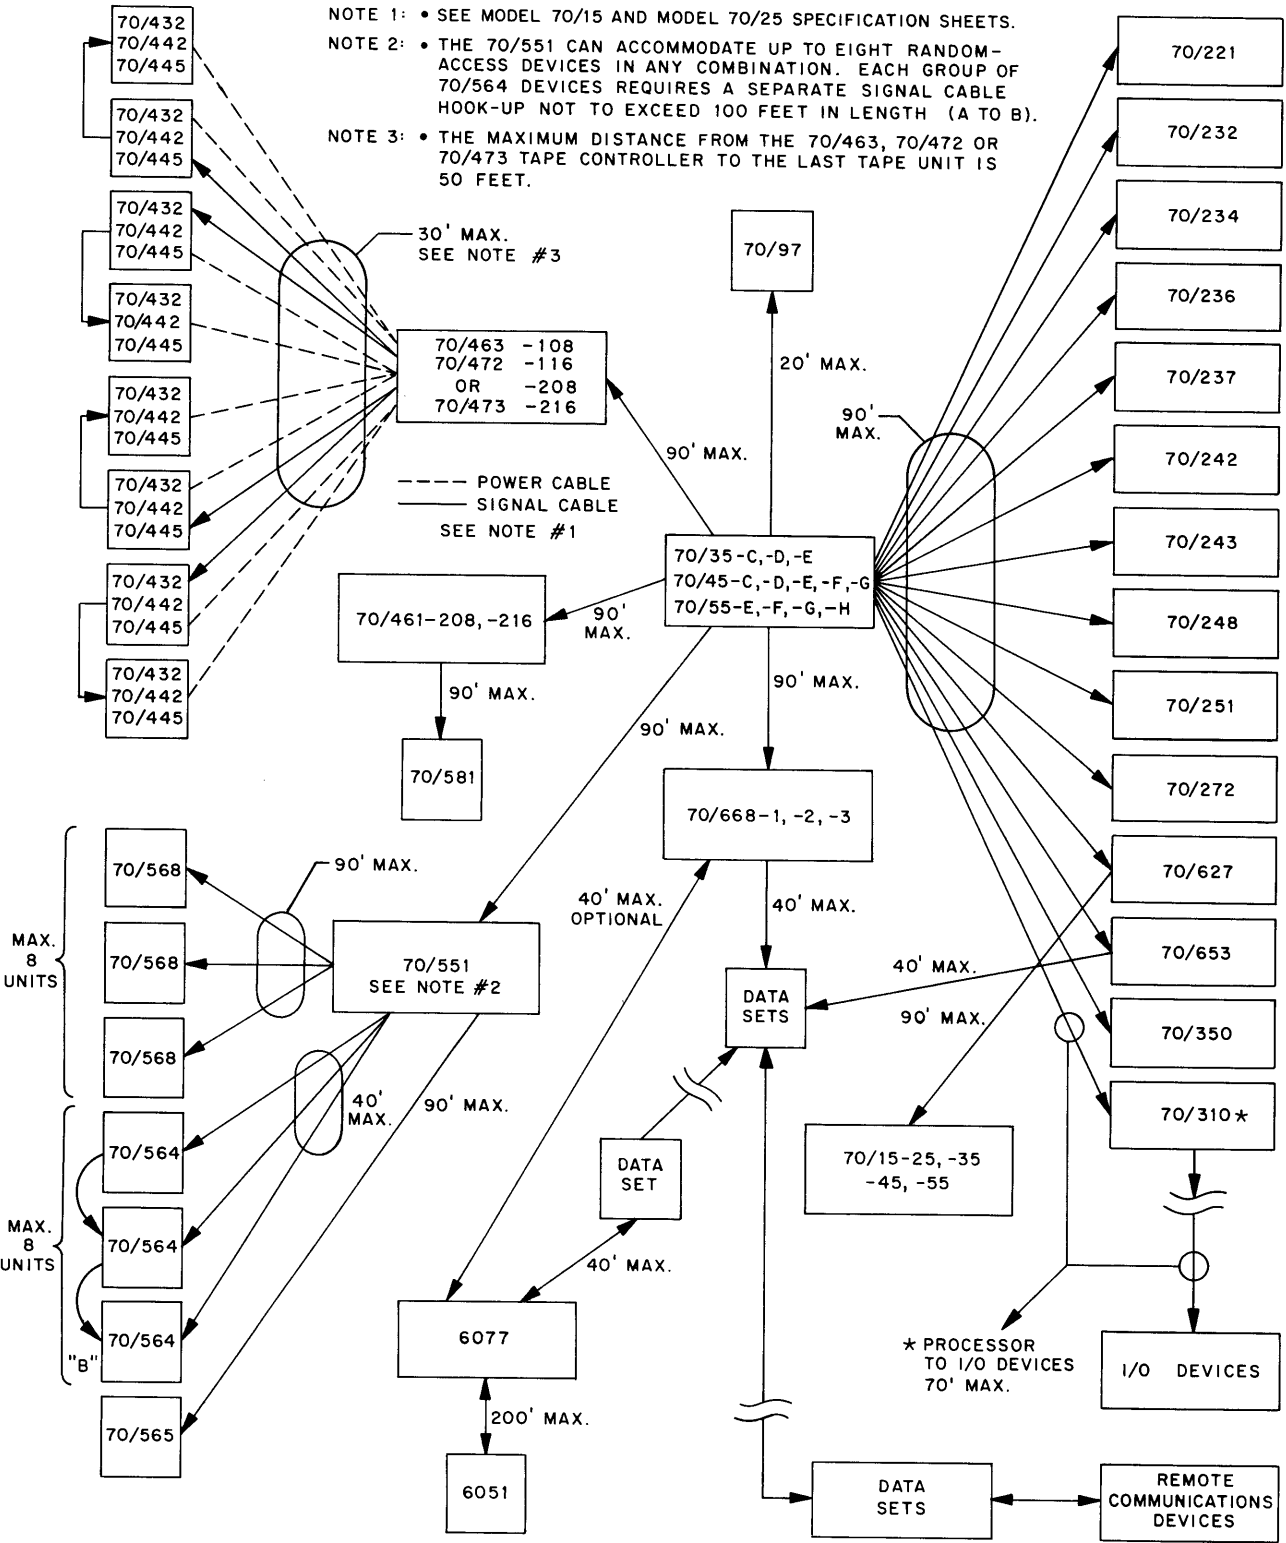 NOTE 1: • SEE MODEL 70/15 AND MODEL 70/25 SPECIFICATION SHEETS.
NOTE 2: • THE 70/551 CAN ACCOMMODATE UP TO EIGHT RANDOM-
ACCESS DEVICES IN ANY COMBINATION. EACH GROUP OF
70/564 DEVICES REQUIRES A SEPARATE SIGNAL CABLE
HOOK-UP NOT TO EXCEED 100 FEET IN LENGTH (A TO B).
NOTE 3: • THE MAXIMUM DISTANCE FROM THE 70/463, 70/472 OR
70/473 TAPE CONTROLLER TO THE LAST TAPE UNIT IS
50 FEET.
70/432
70/442
70/445
70/432
70/442
70/445
70/432
70/442
70/445
70/432
70/442
70/445
70/432
70/442
70/445
70/432
70/442
70/445
70/432
70/442
70/445
70/432
70/442
70/445
30' MAX.
SEE NOTE #3
70/463 -108
70/472 -116
OR -208
70/473 -216
70/97
20' MAX.
90' MAX.
POWER CABLE
SIGNAL CABLE
SEE NOTE #1
70/35-C,-D,-E
70/45-C,-D,-E,-F,-G
70/55-E,-F,-G,-H
90'
MAX.
70/221
70/232
70/234
70/236
70/237
70/242
70/243
70/248
70/251
70/272
70/627
70/653
70/350
70/310*
70/461-208, -216
90'
MAX.
90' MAX.
70/581
90' MAX.
90' MAX.
70/668-1, -2, -3
40' MAX.
OPTIONAL
40' MAX.
DATA
SETS
40' MAX.
90' MAX.
70/15-25, -35
-45, -55
MAX.
8
UNITS
70/568
70/568
70/568
90' MAX.
70/551
SEE NOTE #2
40'
MAX.
90' MAX.
MAX.
8
UNITS
70/564
70/564
70/564
"B"
70/565
DATA
SET
40' MAX.
6077
200' MAX.
6051
* PROCESSOR
TO I/O DEVICES
70' MAX.
I/O DEVICES
DATA
SETS
REMOTE
COMMUNICATIONS
DEVICES